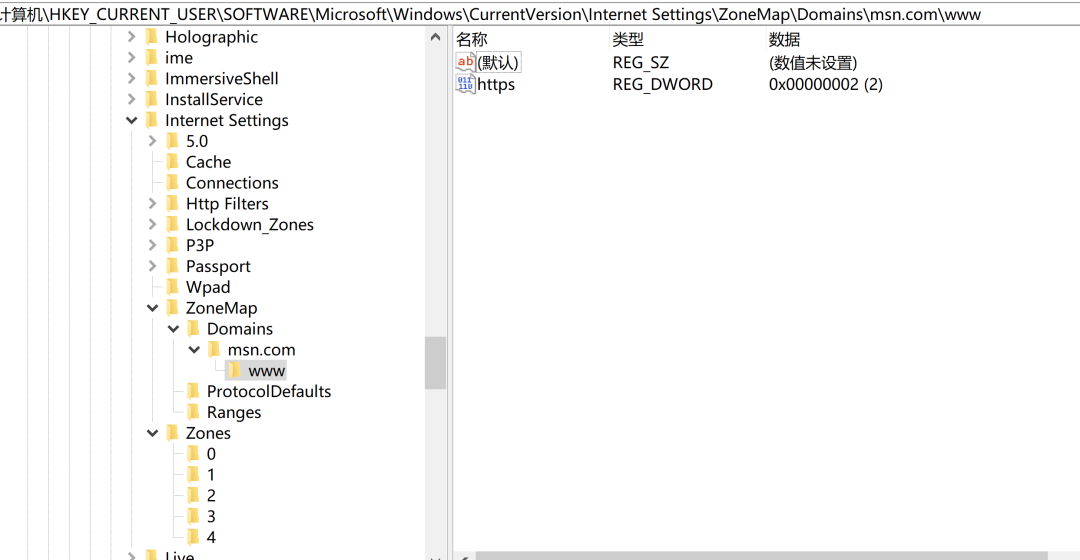 计算机\HKEY_CURRENT_USER\SOFTWARE\Microsoft\Windows\CurrentVersion\Internet Settings\ZoneMap\Domains\msn.com\www
Holographic
ime
ImmersiveShell
InstallService
Internet Settings
5.0
Cache
Connections
Http Filters
Lockdown_Zones
P3P
Passport
Wpad
ZoneMap
Domains
msn.com
www
ProtocolDefaults
Ranges
Zones
0
1
2
3
4
Live
名称 类型 数据
(默认) REG_SZ (数值未设置)
https REG_DWORD 0x00000002 (2)